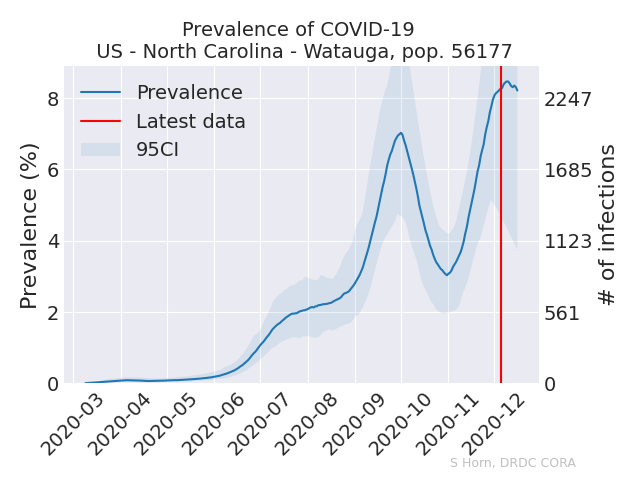 Prevalence of COVID-19
US - North Carolina - Watauga, pop. 56177
Prevalence
Latest data
95CI
Prevalence (%)
8
6
4
2
0
2247
1685
1123
561
0
# of infections
2020-03
2020-04
2020-05
2020-06
2020-07
2020-08
2020-09
2020-10
2020-11
2020-12
S Horn, DRDC CORA